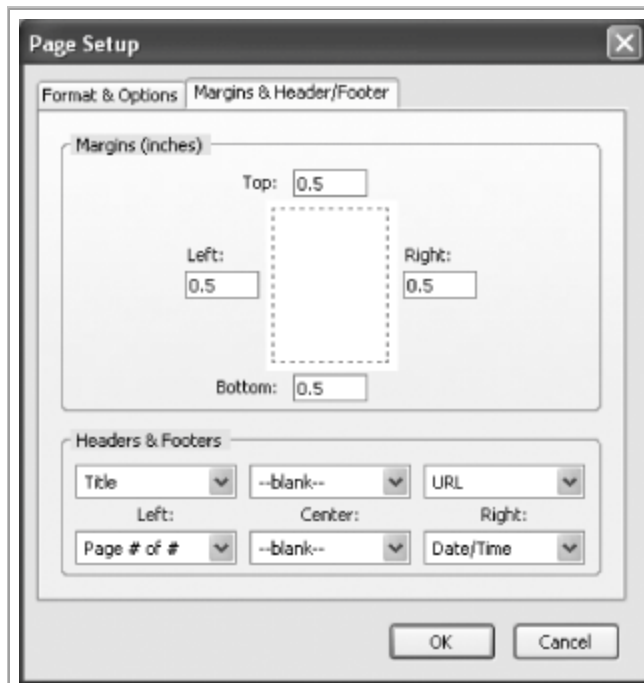 Page Setup
Format & Options Margins & Header/Footer
Margins (inches)
Top: 0.5
Left: Right:
0.5 0.5
Bottom: 0.5
Headers & Footers
Title --blank-- URL
Left: Center: Right:
Page # of # --blank-- Date/Time
OK Cancel